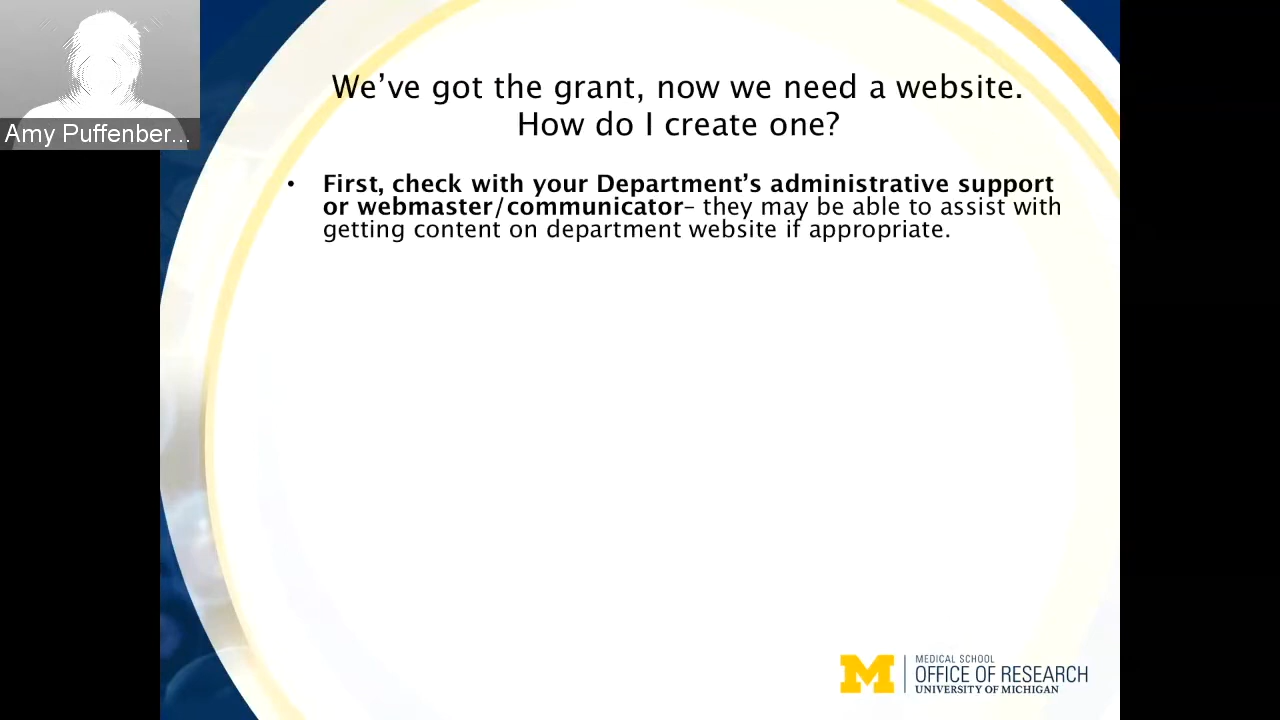 Amy Puffenber...
We've got the grant, now we need a website.
How do I create one?
• First, check with your Department's administrative support
or webmaster/communicator– they may be able to assist with
getting content on department website if appropriate.
M
MEDICAL SCHOOL
OFFICE OF RESEARCH
UNIVERSITY OF MICHIGAN